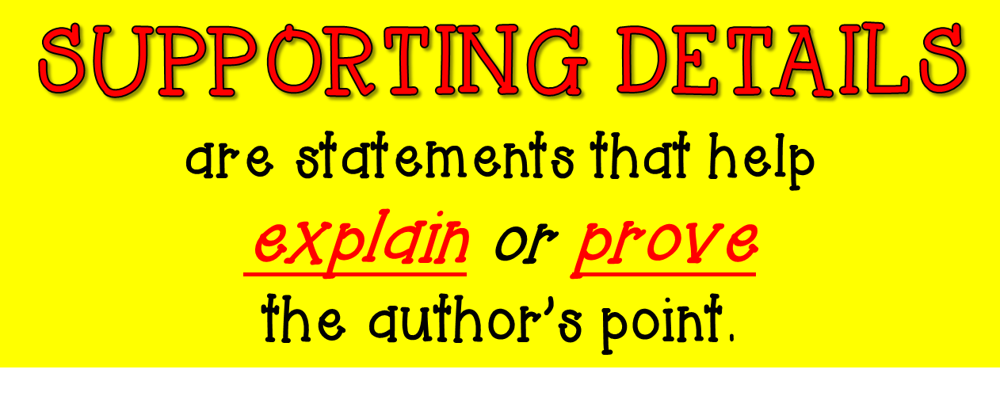 SUPPORTING DETAILS
are statements that help
explain or prove
the author's point.